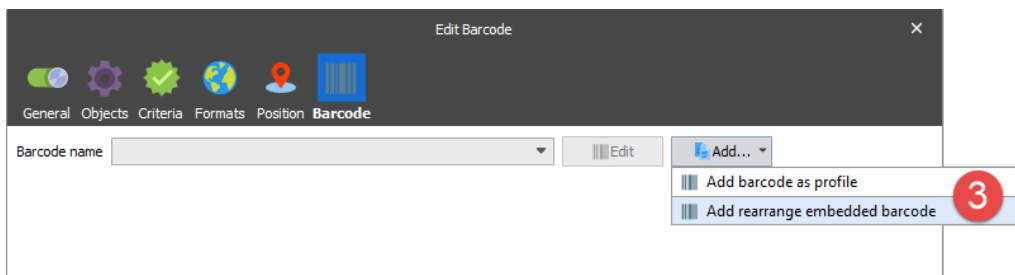 Edit Barcode
General Objects Criteria Formats Position Barcode
Barcode name Edit Add...
Add barcode as profile
Add rearrange embedded barcode
3